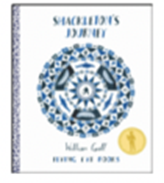 SHACKLETON'S
JOURNEY
William Grill
FLYING EYE BOOKS